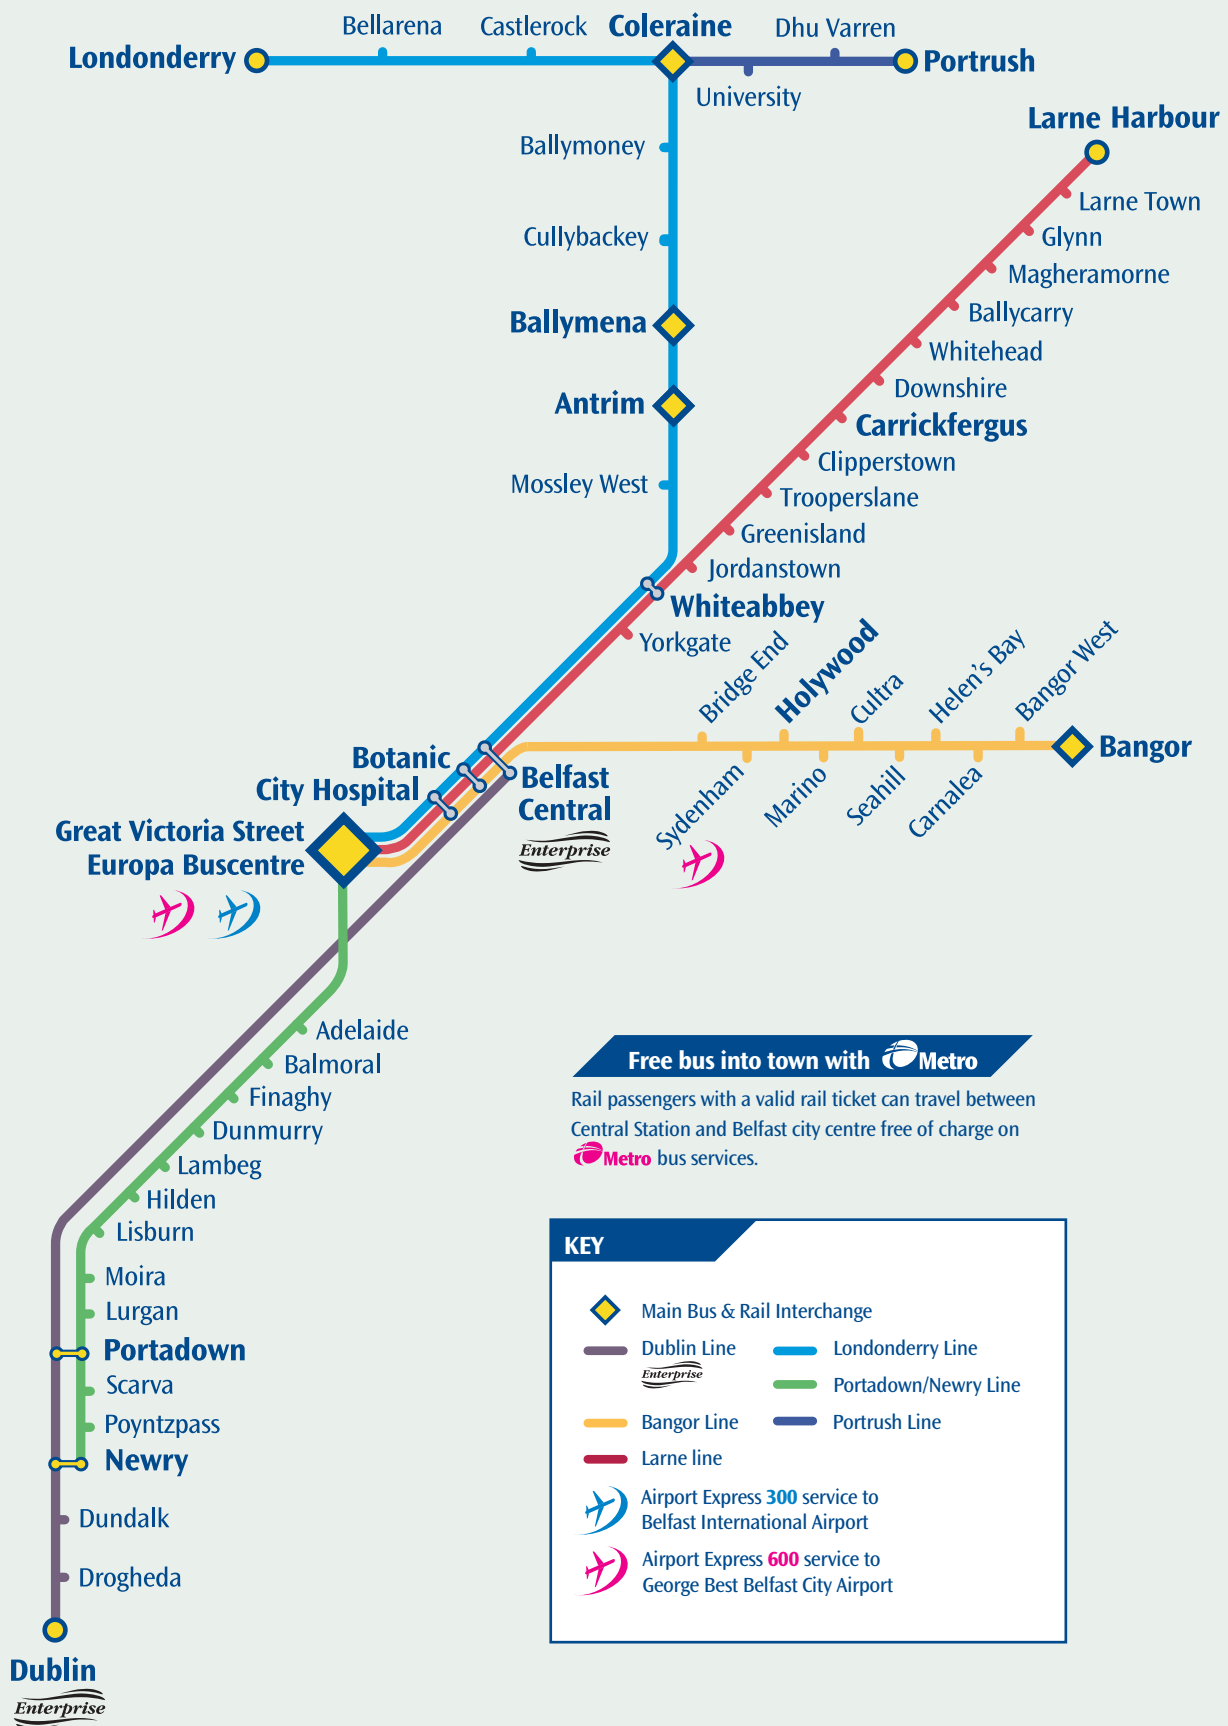 Bellarena
Castlerock
Coleraine
Dhu Varren
Londonderry
Portrush
University
Larne Harbour
Ballymoney
Larne Town
Cullybackey
Glynn
Magheramorne
Ballymena
Ballycarry
Whitehead
Downshire
Antrim
Carrickfergus
Clipperstown
Mossley West
Trooperslane
Greenisland
Jordanstown
Whiteabbey
Yorkgate
Bridge End
Holywood
Cultra
Helen's Bay
Bangor West
Bangor
Sydenham
Marino
Seahill
Carnalea
Botanic
City Hospital
Belfast
Central
Enterprise
Great Victoria Street
Europa Buscentre
Adelaide
Balmoral
Finaghy
Dunmurry
Lambeg
Hilden
Lisburn
Moira
Lurgan
Portadown
Scarva
Poyntzpass
Newry
Dundalk
Drogheda
Dublin
Enterprise
Free bus into town with Metro
Rail passengers with a valid rail ticket can travel between
Central Station and Belfast city centre free of charge on
Metro bus services.
KEY
Main Bus & Rail Interchange
Dublin Line
Enterprise
Londonderry Line
Portadown/Newry Line
Bangor Line
Portrush Line
Larne line
Airport Express 300 service to
Belfast International Airport
Airport Express 600 service to
George Best Belfast City Airport